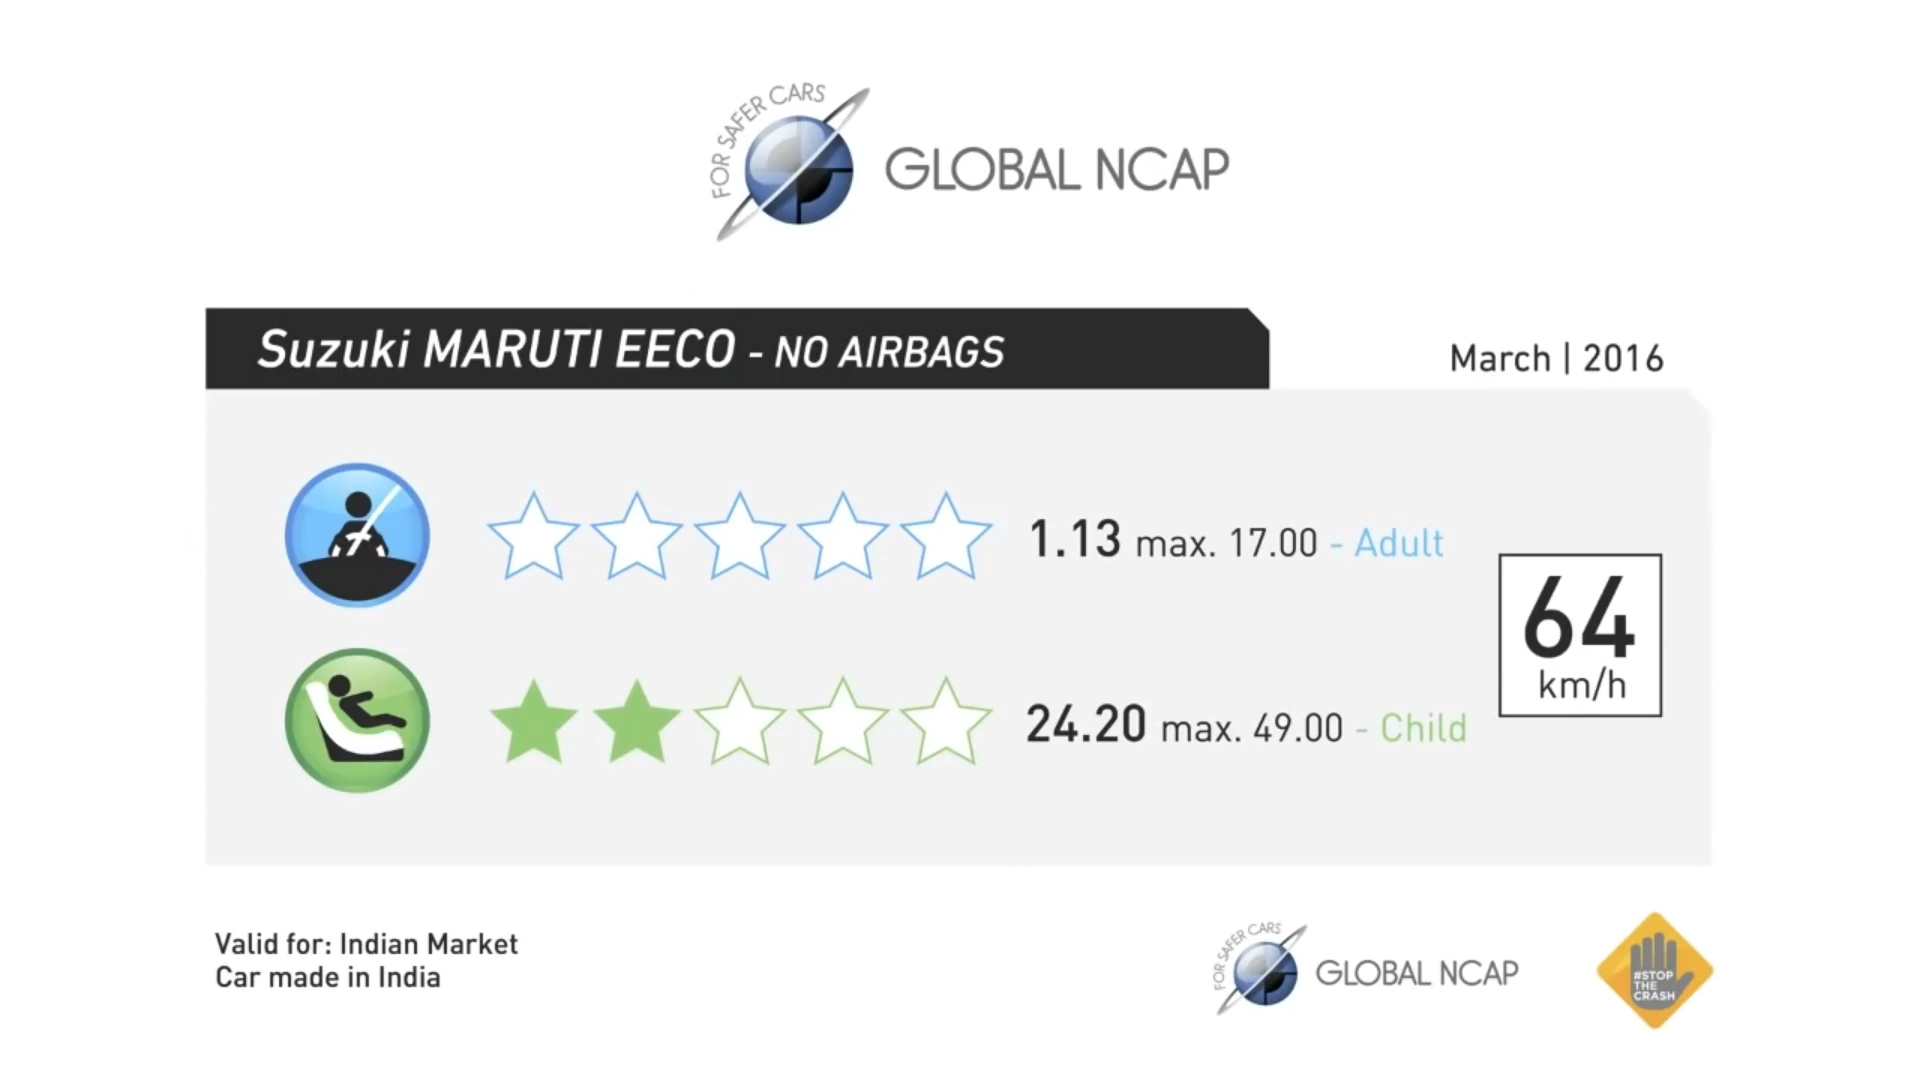 FOR SAFER CARS
GLOBAL NCAP
Suzuki MARUTI EECO - NO AIRBAGS
March | 2016
1.13 max. 17.00 - Adult
24.20 max. 49.00 - Child
64
km/h
Valid for: Indian Market
Car made in India
FOR SAFER CARS
GLOBAL NCAP
#STOP
THE
CRASH